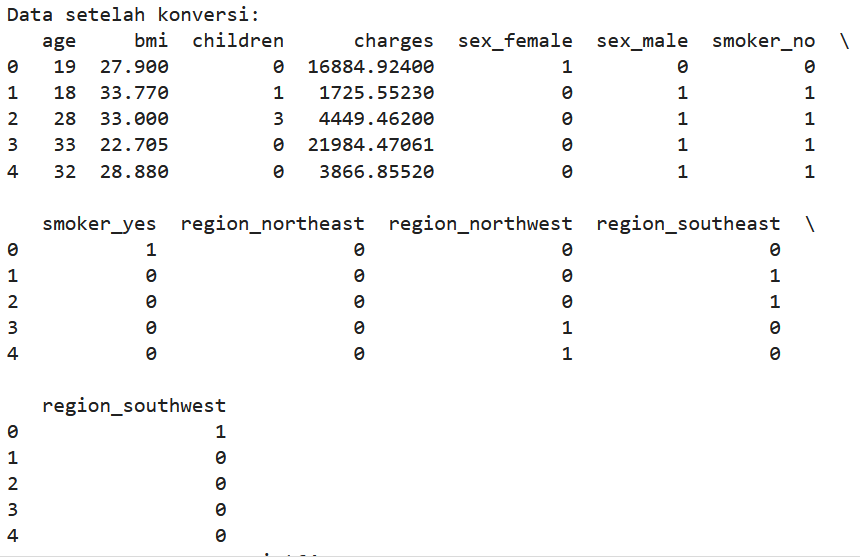 Data setelah konversi:
   age     bmi  children      charges  sex_female  sex_male  smoker_no  \
0   19  27.900         0  16884.92400           1         0          0
1   18  33.770         1   1725.55230           0         1          1
2   28  33.000         3   4449.46200           0         1          1
3   33  22.705         0  21984.47061           0         1          1
4   32  28.880         0   3866.85520           0         1          1
   smoker_yes  region_northeast  region_northwest  region_southeast  \
0           1                 0                 0                 0
1           0                 0                 0                 1
2           0                 0                 0                 1
3           0                 0                 1                 0
4           0                 0                 1                 0
   region_southwest
0                 1
1                 0
2                 0
3                 0
4                 0